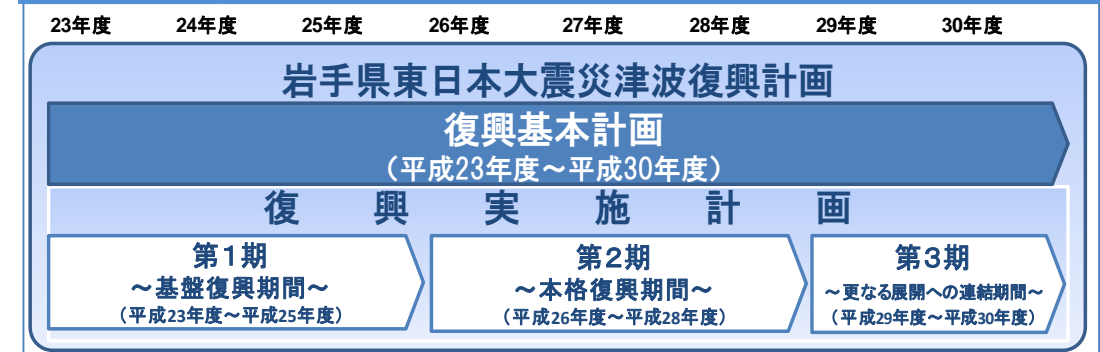 23年度 24年度 25年度 26年度 27年度 28年度 29年度 30年度
岩手県東日本大震災津波復興計画
復興基本計画
（平成23年度～平成30年度）
復興実施計画
第１期
～基盤復興期間～
（平成23年度～平成25年度）
第２期
～本格復興期間～
（平成26年度～平成28年度）
第３期
～更なる展開への連結期間～
（平成29年度～平成30年度）